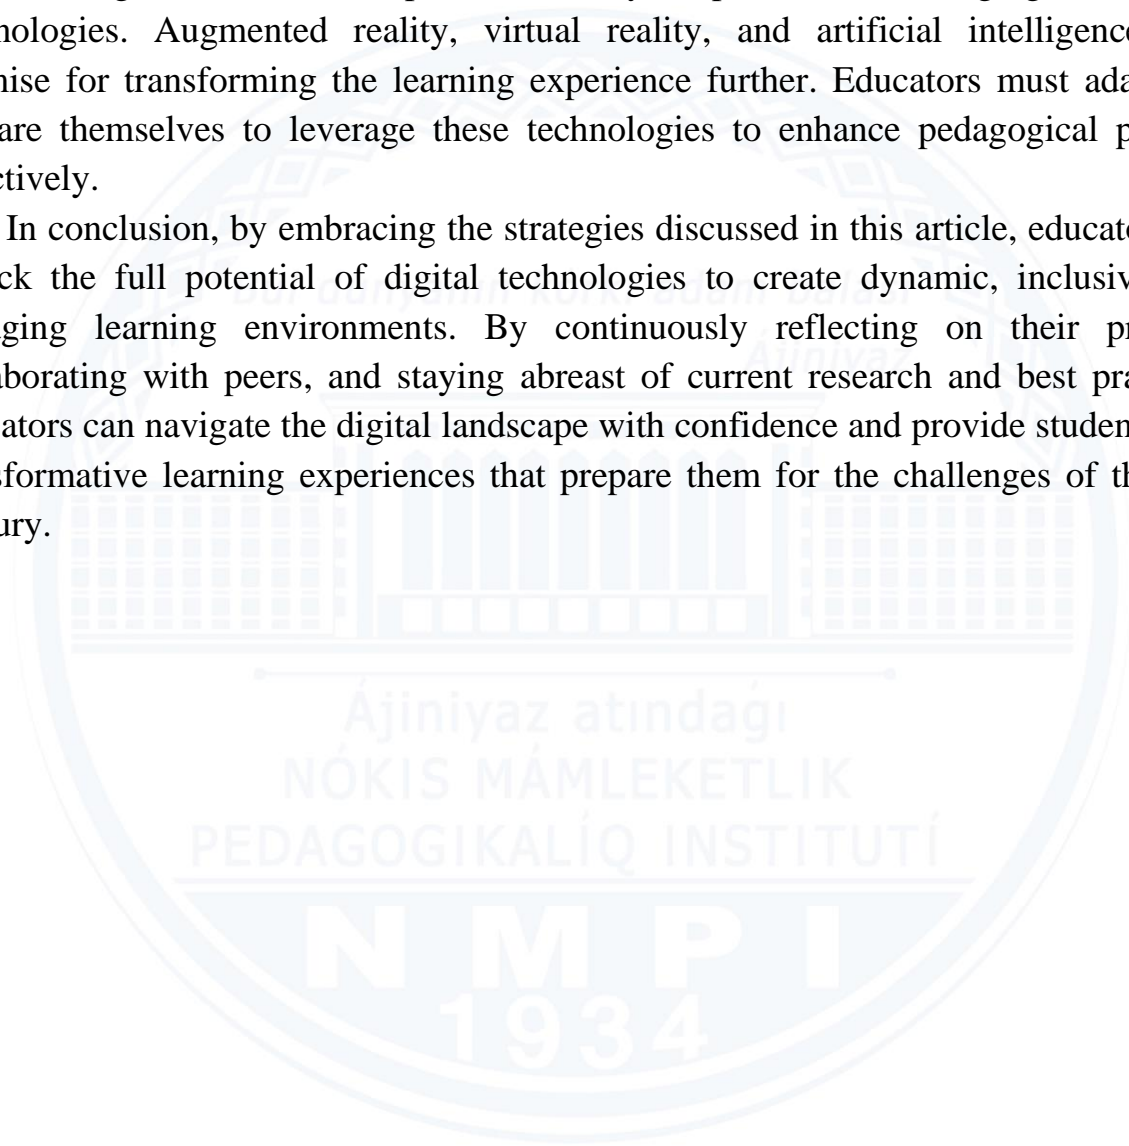 nologies. Augmented reality, virtual reality, and artificial intelligence
nise for transforming the learning experience further. Educators must ada
are themselves to leverage these technologies to enhance pedagogical p
ctively.
In conclusion, by embracing the strategies discussed in this article, educato
ck the full potential of digital technologies to create dynamic, inclusiv
ging learning environments. By continuously reflecting on their pr
aborating with peers, and staying abreast of current research and best pra
ators can navigate the digital landscape with confidence and provide studen
sformative learning experiences that prepare them for the challenges of th
ury.
Ájiniyaz
Ájiniyaz atındaǵı
NÓKIS MÁMLEKETLIK
PEDAGOGIKALÍQ INSTITUTÍ
NMPI
1934